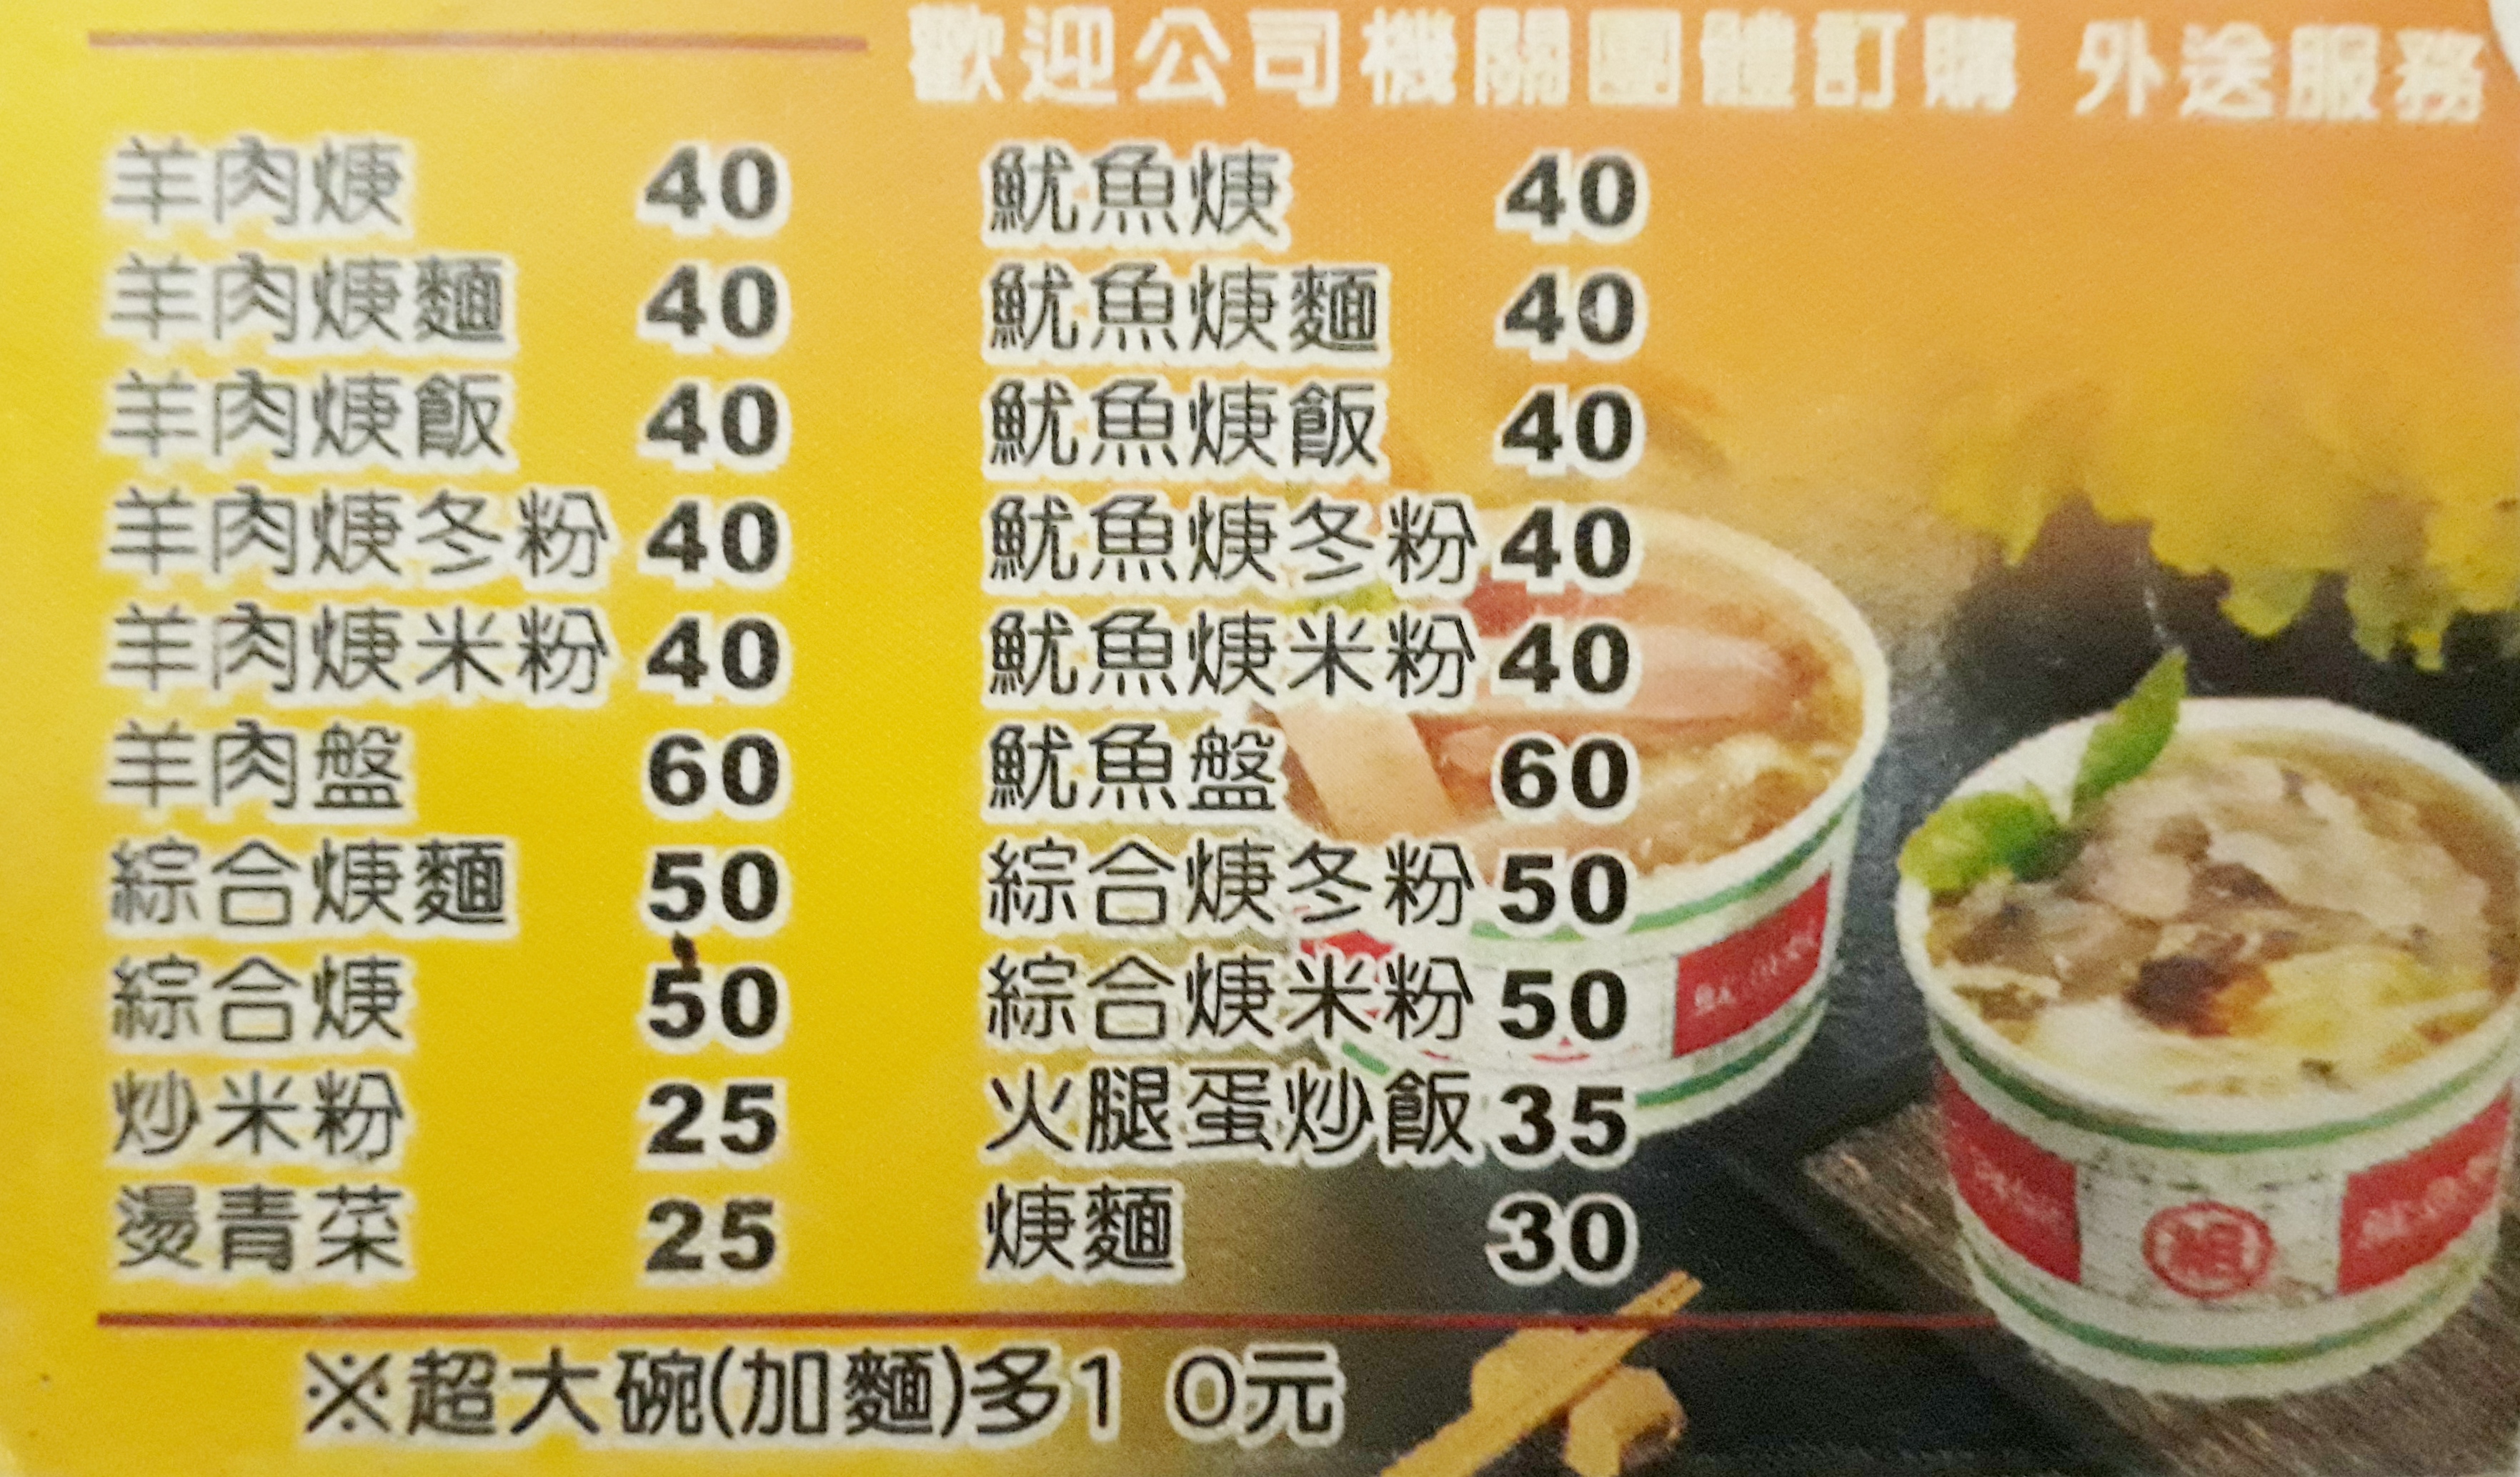 歡迎公司機關團體訂購 外送服務
羊肉焿 40 魷魚焿 40
羊肉焿麵 40 魷魚焿麵 40
羊肉焿飯 40 魷魚焿飯 40
羊肉焿冬粉 40 魷魚焿冬粉 40
羊肉焿米粉 40 魷魚焿米粉 40
羊肉盤 60 魷魚盤 60
綜合焿麵 50 綜合焿冬粉 50
綜合焿 50 綜合焿米粉 50
炒米粉 25 火腿蛋炒飯 35
燙青菜 25 焿麵 30
※超大碗(加麵)多10元